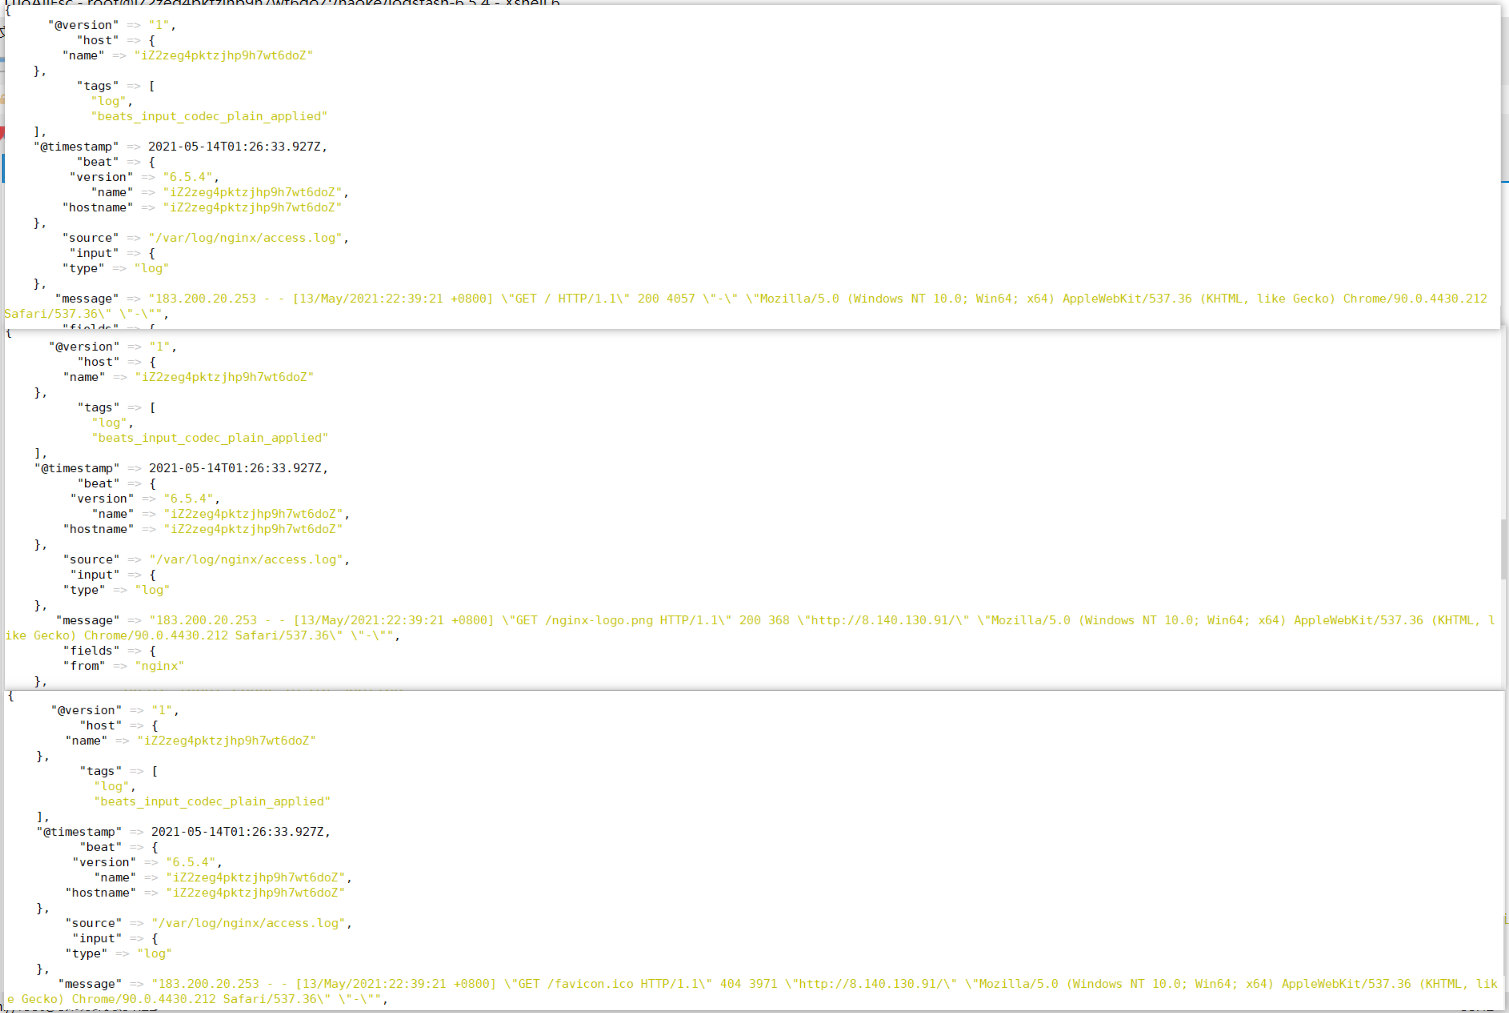 {
"@version" => "1",
"host" => {
"name" => "iZ2zeg4pktzjhp9h7wt6doZ"
},
"tags" => [
"log",
"beats_input_codec_plain_applied"
],
"@timestamp" => 2021-05-14T01:26:33.927Z,
"beat" => {
"version" => "6.5.4",
"name" => "iZ2zeg4pktzjhp9h7wt6doZ",
"hostname" => "iZ2zeg4pktzjhp9h7wt6doZ"
},
"source" => "/var/log/nginx/access.log",
"input" => {
"type" => "log"
},
"message" => "183.200.20.253 - - [13/May/2021:22:39:21 +0800] \"GET / HTTP/1.1\" 200 4057 \"-\" \"Mozilla/5.0 (Windows NT 10.0; Win64; x64) AppleWebKit/537.36 (KHTML, like Gecko) Chrome/90.0.4430.212
Safari/537.36\" \"-\"",
"fields" => {
{
"@version" => "1",
"host" => {
"name" => "iZ2zeg4pktzjhp9h7wt6doZ"
},
"tags" => [
"log",
"beats_input_codec_plain_applied"
],
"@timestamp" => 2021-05-14T01:26:33.927Z,
"beat" => {
"version" => "6.5.4",
"name" => "iZ2zeg4pktzjhp9h7wt6doZ",
"hostname" => "iZ2zeg4pktzjhp9h7wt6doZ"
},
"source" => "/var/log/nginx/access.log",
"input" => {
"type" => "log"
},
"message" => "183.200.20.253 - - [13/May/2021:22:39:21 +0800] \"GET /nginx-logo.png HTTP/1.1\" 200 368 \"http://8.140.130.91/\" \"Mozilla/5.0 (Windows NT 10.0; Win64; x64) AppleWebKit/537.36 (KHTML, l
ike Gecko) Chrome/90.0.4430.212 Safari/537.36\" \"-\"",
"fields" => {
"from" => "nginx"
},
{
"@version" => "1",
"host" => {
"name" => "iZ2zeg4pktzjhp9h7wt6doZ"
},
"tags" => [
"log",
"beats_input_codec_plain_applied"
],
"@timestamp" => 2021-05-14T01:26:33.927Z,
"beat" => {
"version" => "6.5.4",
"name" => "iZ2zeg4pktzjhp9h7wt6doZ",
"hostname" => "iZ2zeg4pktzjhp9h7wt6doZ"
},
"source" => "/var/log/nginx/access.log",
"input" => {
"type" => "log"
},
"message" => "183.200.20.253 - - [13/May/2021:22:39:21 +0800] \"GET /favicon.ico HTTP/1.1\" 404 3971 \"http://8.140.130.91/\" \"Mozilla/5.0 (Windows NT 10.0; Win64; x64) AppleWebKit/537.36 (KHTML, lik
e Gecko) Chrome/90.0.4430.212 Safari/537.36\" \"-\"",